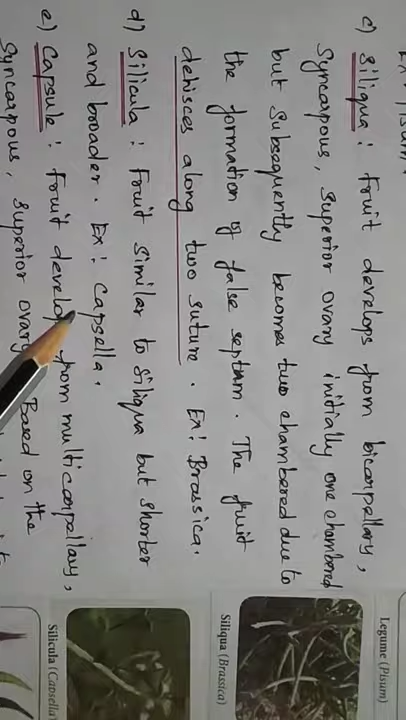 Ex: Pisum.
c) Siliqua: Fruit develops from bicarpellary,
Syncarpous, Superior ovary initially one chambered
but subsequently becomes two chambered due to
the formation of false septum. The fruit
dehisces along two suture. Ex: Brassica.
d) Silicula: Fruit similar to Siliqua but shorter
and broader. Ex: Capsella.
e) Capsule: Fruit develop from multicarpellary,
Syncarpous, Superior ovary Based on the
Legume (Pisum)
Siliqua (Brassica)
Silicula (Capsella)